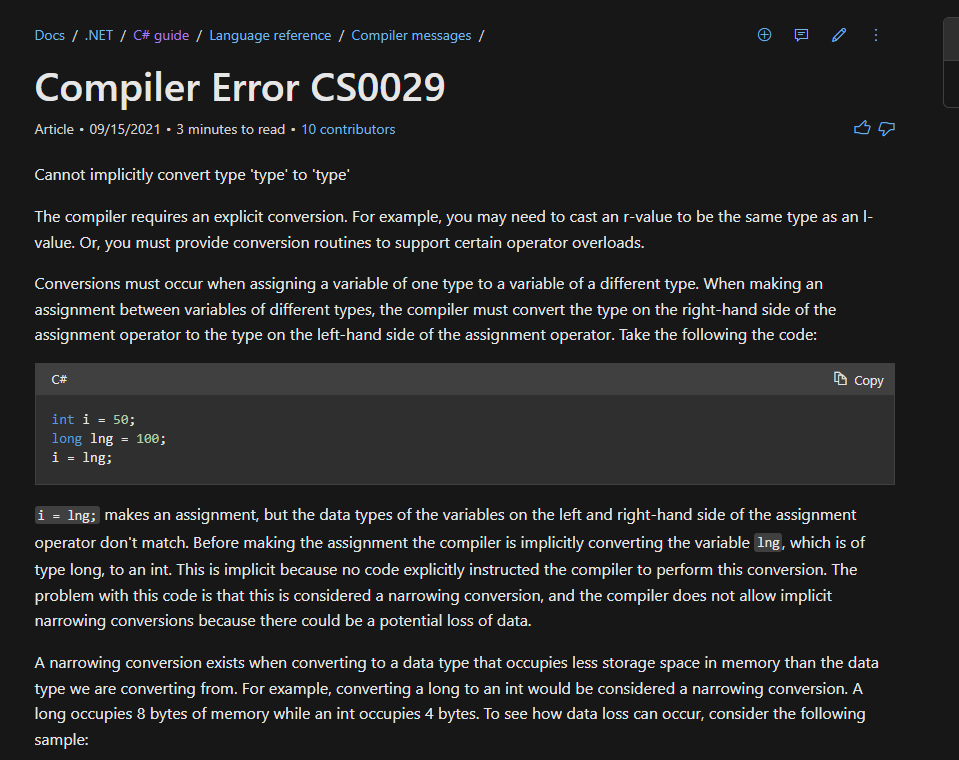 Docs / .NET / C# guide / Language reference / Compiler messages /
Compiler Error CS0029
Article • 09/15/2021 • 3 minutes to read • 10 contributors
Cannot implicitly convert type 'type' to 'type'
The compiler requires an explicit conversion. For example, you may need to cast an r-value to be the same type as an l-
value. Or, you must provide conversion routines to support certain operator overloads.
Conversions must occur when assigning a variable of one type to a variable of a different type. When making an
assignment between variables of different types, the compiler must convert the type on the right-hand side of the
assignment operator to the type on the left-hand side of the assignment operator. Take the following the code:
C#
Copy
int i = 50;
long lng = 100;
i = lng;
i = lng; makes an assignment, but the data types of the variables on the left and right-hand side of the assignment
operator don't match. Before making the assignment the compiler is implicitly converting the variable lng, which is of
type long, to an int. This is implicit because no code explicitly instructed the compiler to perform this conversion. The
problem with this code is that this is considered a narrowing conversion, and the compiler does not allow implicit
narrowing conversions because there could be a potential loss of data.
A narrowing conversion exists when converting to a data type that occupies less storage space in memory than the data
type we are converting from. For example, converting a long to an int would be considered a narrowing conversion. A
long occupies 8 bytes of memory while an int occupies 4 bytes. To see how data loss can occur, consider the following
sample: